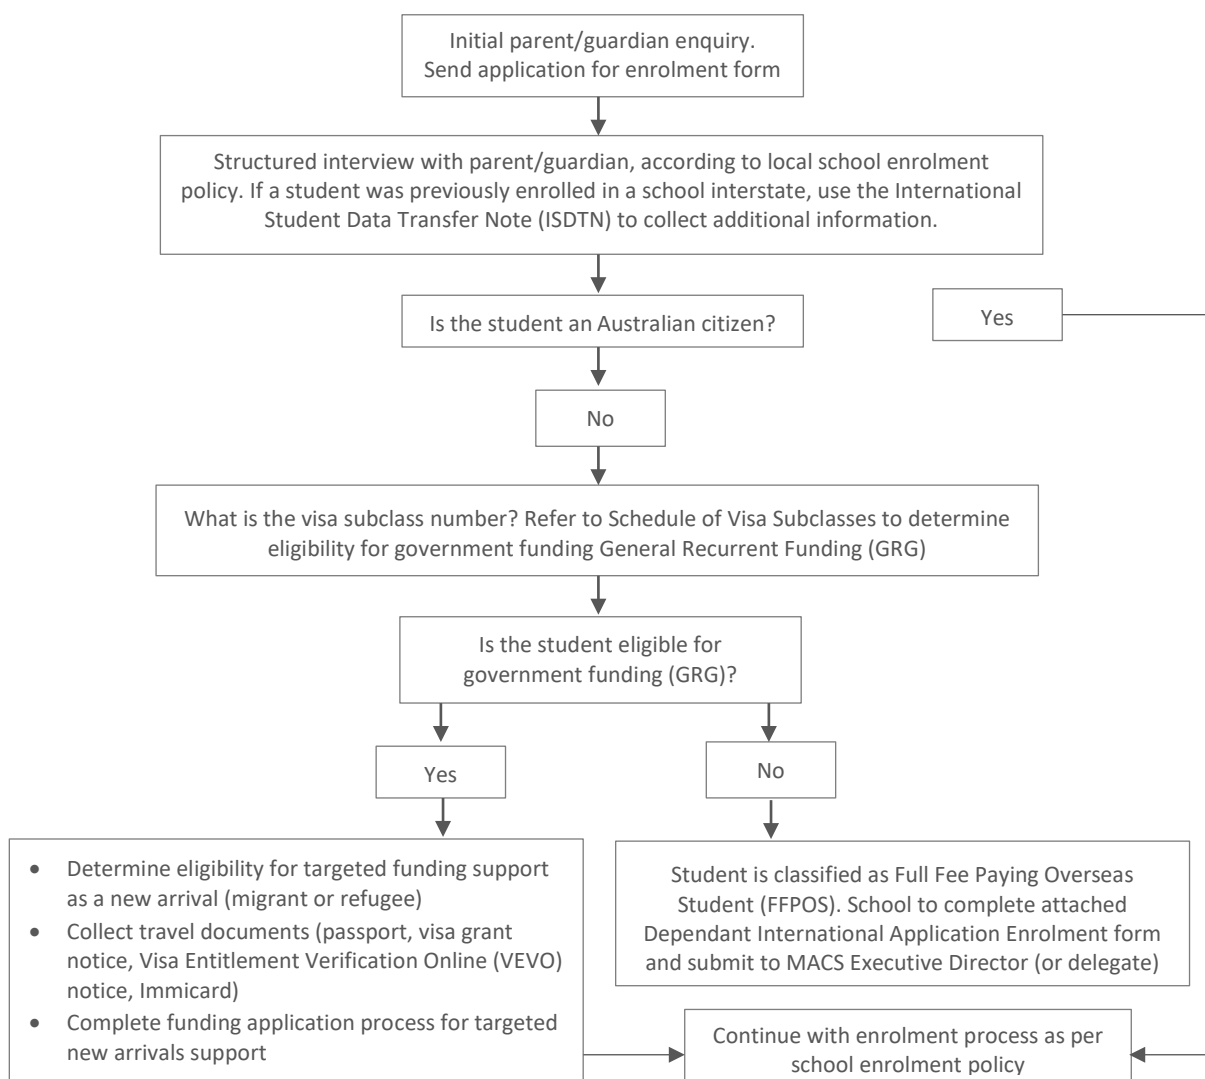 Initial parent/guardian enquiry.
Send application for enrolment form
Structured interview with parent/guardian, according to local school enrolment
policy. If a student was previously enrolled in a school interstate, use the International
Student Data Transfer Note (ISDTN) to collect additional information.
Is the student an Australian citizen?
Yes
No
What is the visa subclass number? Refer to Schedule of Visa Subclasses to determine
eligibility for government funding General Recurrent Funding (GRG)
Is the student eligible for
government funding (GRG)?
Yes
No
• Determine eligibility for targeted funding support
as a new arrival (migrant or refugee)
• Collect travel documents (passport, visa grant
notice, Visa Entitlement Verification Online (VEVO)
notice, Immicard)
• Complete funding application process for targeted
new arrivals support
Student is classified as Full Fee Paying Overseas
Student (FFPOS). School to complete attached
Dependant International Application Enrolment form
and submit to MACS Executive Director (or delegate)
Continue with enrolment process as per
school enrolment policy